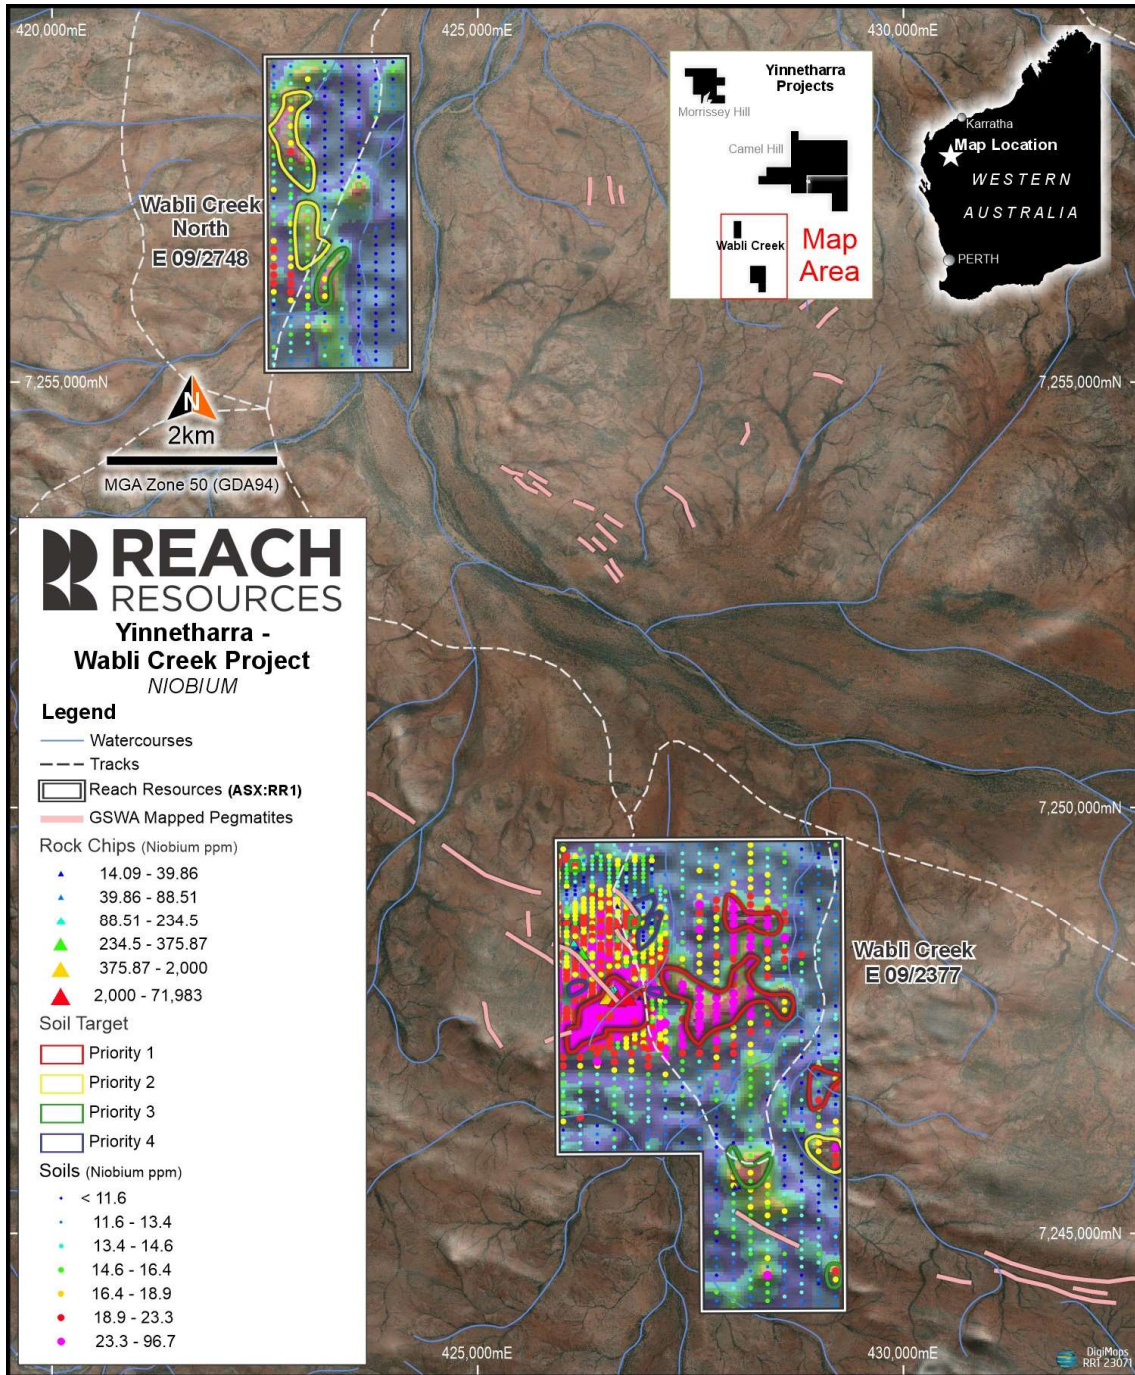 420,000mE
425,000mE
430,000mE
Yinnetharra
Projects
Morrissey Hill
Camel Hill
Wabli Creek
Map
Area
Karratha
Map Location
WESTERN
AUSTRALIA
PERTH
Wabli Creek
North
E 09/2748
7,255,000mN
7,255,000mN
N
2km
MGA Zone 50 (GDA94)
REACH
RESOURCES
Yinnetharra -
Wabli Creek Project
NIOBIUM
Legend
Watercourses
Tracks
Reach Resources (ASX:RR1)
GSWA Mapped Pegmatites
Rock Chips (Niobium ppm)
14.09 - 39.86
39.86 - 88.51
88.51 - 234.5
234.5 - 375.87
375.87 - 2,000
2,000 - 71,983
Soil Target
Priority 1
Priority 2
Priority 3
Priority 4
Soils (Niobium ppm)
< 11.6
11.6 - 13.4
13.4 - 14.6
14.6 - 16.4
16.4 - 18.9
18.9 - 23.3
23.3 - 96.7
7,250,000mN
Wabli Creek
E 09/2377
7,245,000mN
425,000mE
430,000mE
DigiMaps
RR1 23071